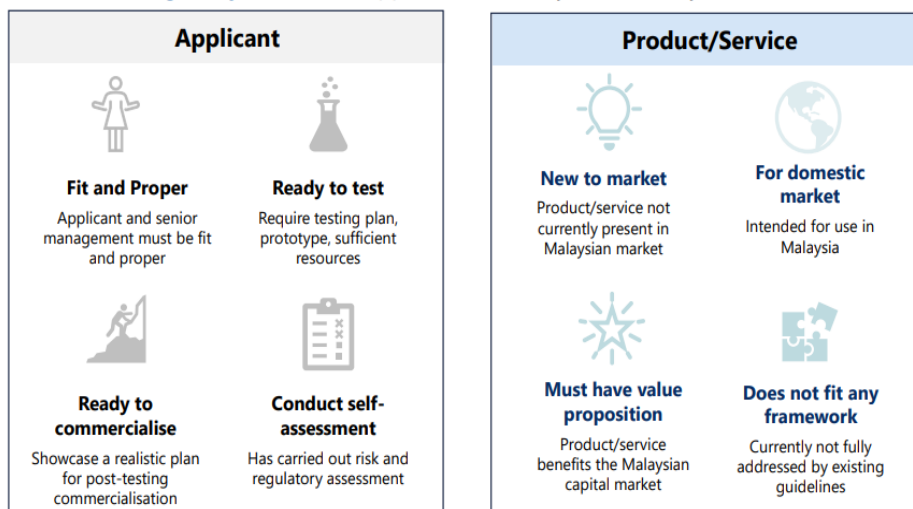 Applicant
Fit and Proper
Applicant and senior
management must be fit
and proper
Ready to test
Require testing plan,
prototype, sufficient
resources
Ready to
commercialise
Showcase a realistic plan
for post-testing
commercialisation
Conduct self-
assessment
Has carried out risk and
regulatory assessment
Product/Service
New to market
Product/service not
currently present in
Malaysian market
For domestic
market
Intended for use in
Malaysia
Must have value
proposition
Product/service
benefits the Malaysian
capital market
Does not fit any
framework
Currently not fully
addressed by existing
guidelines